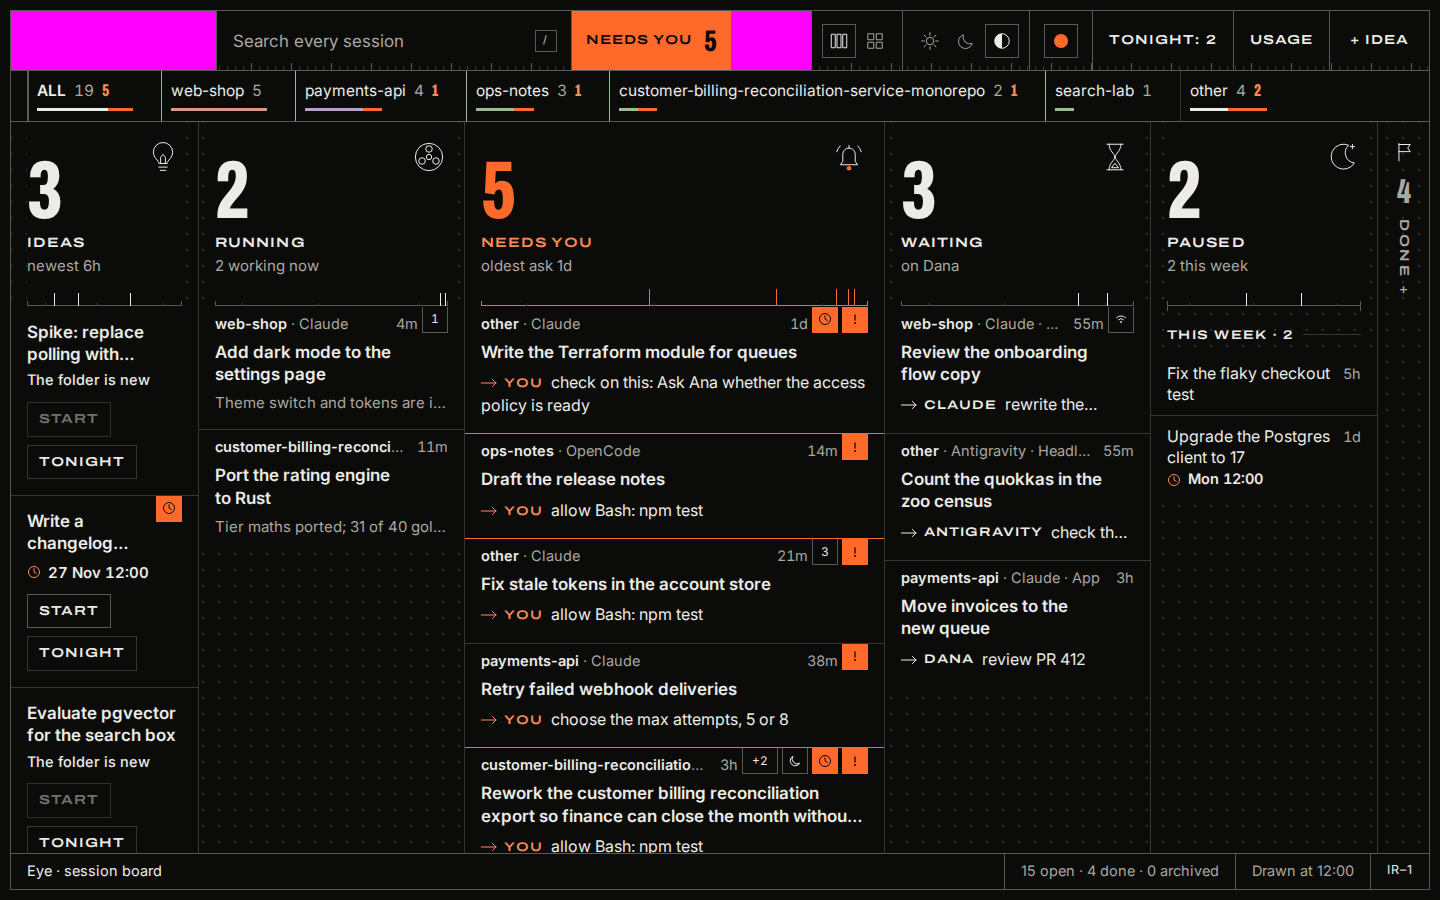 Search every session /
NEEDS YOU 5
TONIGHT: 2
USAGE
+ IDEA
ALL 19 5
web-shop 5
payments-api 4 1
ops-notes 3 1
customer-billing-reconciliation-service-monorepo 2 1
search-lab 1
other 4 2
3
IDEAS
newest 6h
Spike: replace
polling with...
The folder is new
START
TONIGHT
Write a
changelog...
27 Nov 12:00
START
TONIGHT
Evaluate pgvector
for the search box
The folder is new
START
TONIGHT
2
RUNNING
2 working now
web-shop · Claude 4m 1
Add dark mode to the
settings page
Theme switch and tokens are i...
customer-billing-reconci... 11m
Port the rating engine
to Rust
Tier maths ported; 31 of 40 gol...
5
NEEDS YOU
oldest ask 1d
other · Claude 1d !
Write the Terraform module for queues
→ YOU check on this: Ask Ana whether the access
policy is ready
ops-notes · OpenCode 14m !
Draft the release notes
→ YOU allow Bash: npm test
other · Claude 21m 3 !
Fix stale tokens in the account store
→ YOU allow Bash: npm test
payments-api · Claude 38m !
Retry failed webhook deliveries
→ YOU choose the max attempts, 5 or 8
customer-billing-reconciliatio... 3h +2 !
Rework the customer billing reconciliation
export so finance can close the month withou...
→ YOU allow Bash: npm test
3
WAITING
on Dana
web-shop · Claude · ... 55m
Review the onboarding
flow copy
→ CLAUDE rewrite the...
other · Antigravity · Headl... 55m
Count the quokkas in the
zoo census
→ ANTIGRAVITY check th...
payments-api · Claude · App 3h
Move invoices to the
new queue
→ DANA review PR 412
2
PAUSED
2 this week
THIS WEEK · 2
Fix the flaky checkout 5h
test
Upgrade the Postgres 1d
client to 17
Mon 12:00
4 DONE +
Eye · session board
15 open · 4 done · 0 archived
Drawn at 12:00
IR–1